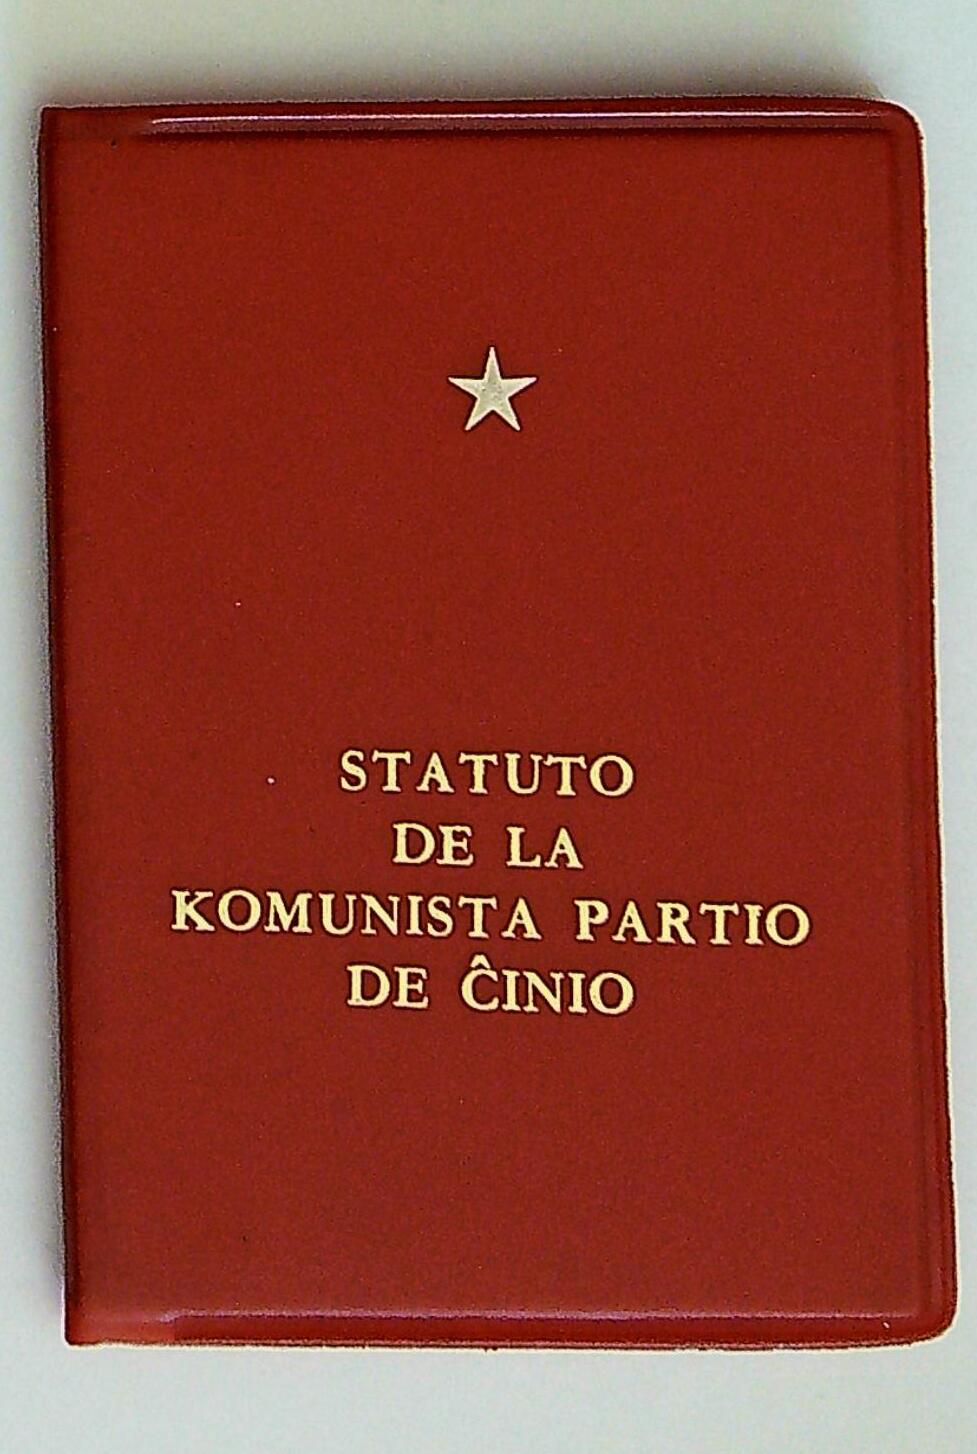 STATUTO
DE LA
KOMUNISTA PARTIO
DE ĈINIO